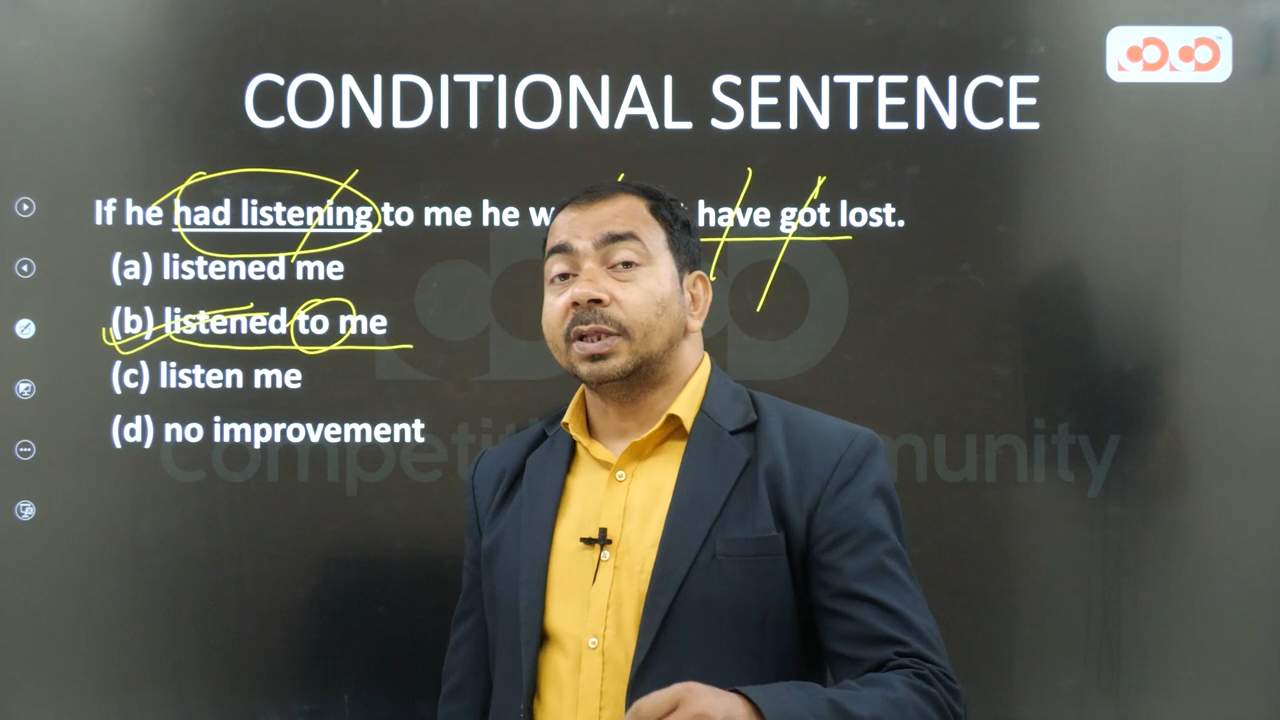 CONDITIONAL SENTENCE
If he had listening to me he w have got lost.
(a) listened me
(b) listened to me
(c) listen me
(d) no improvement